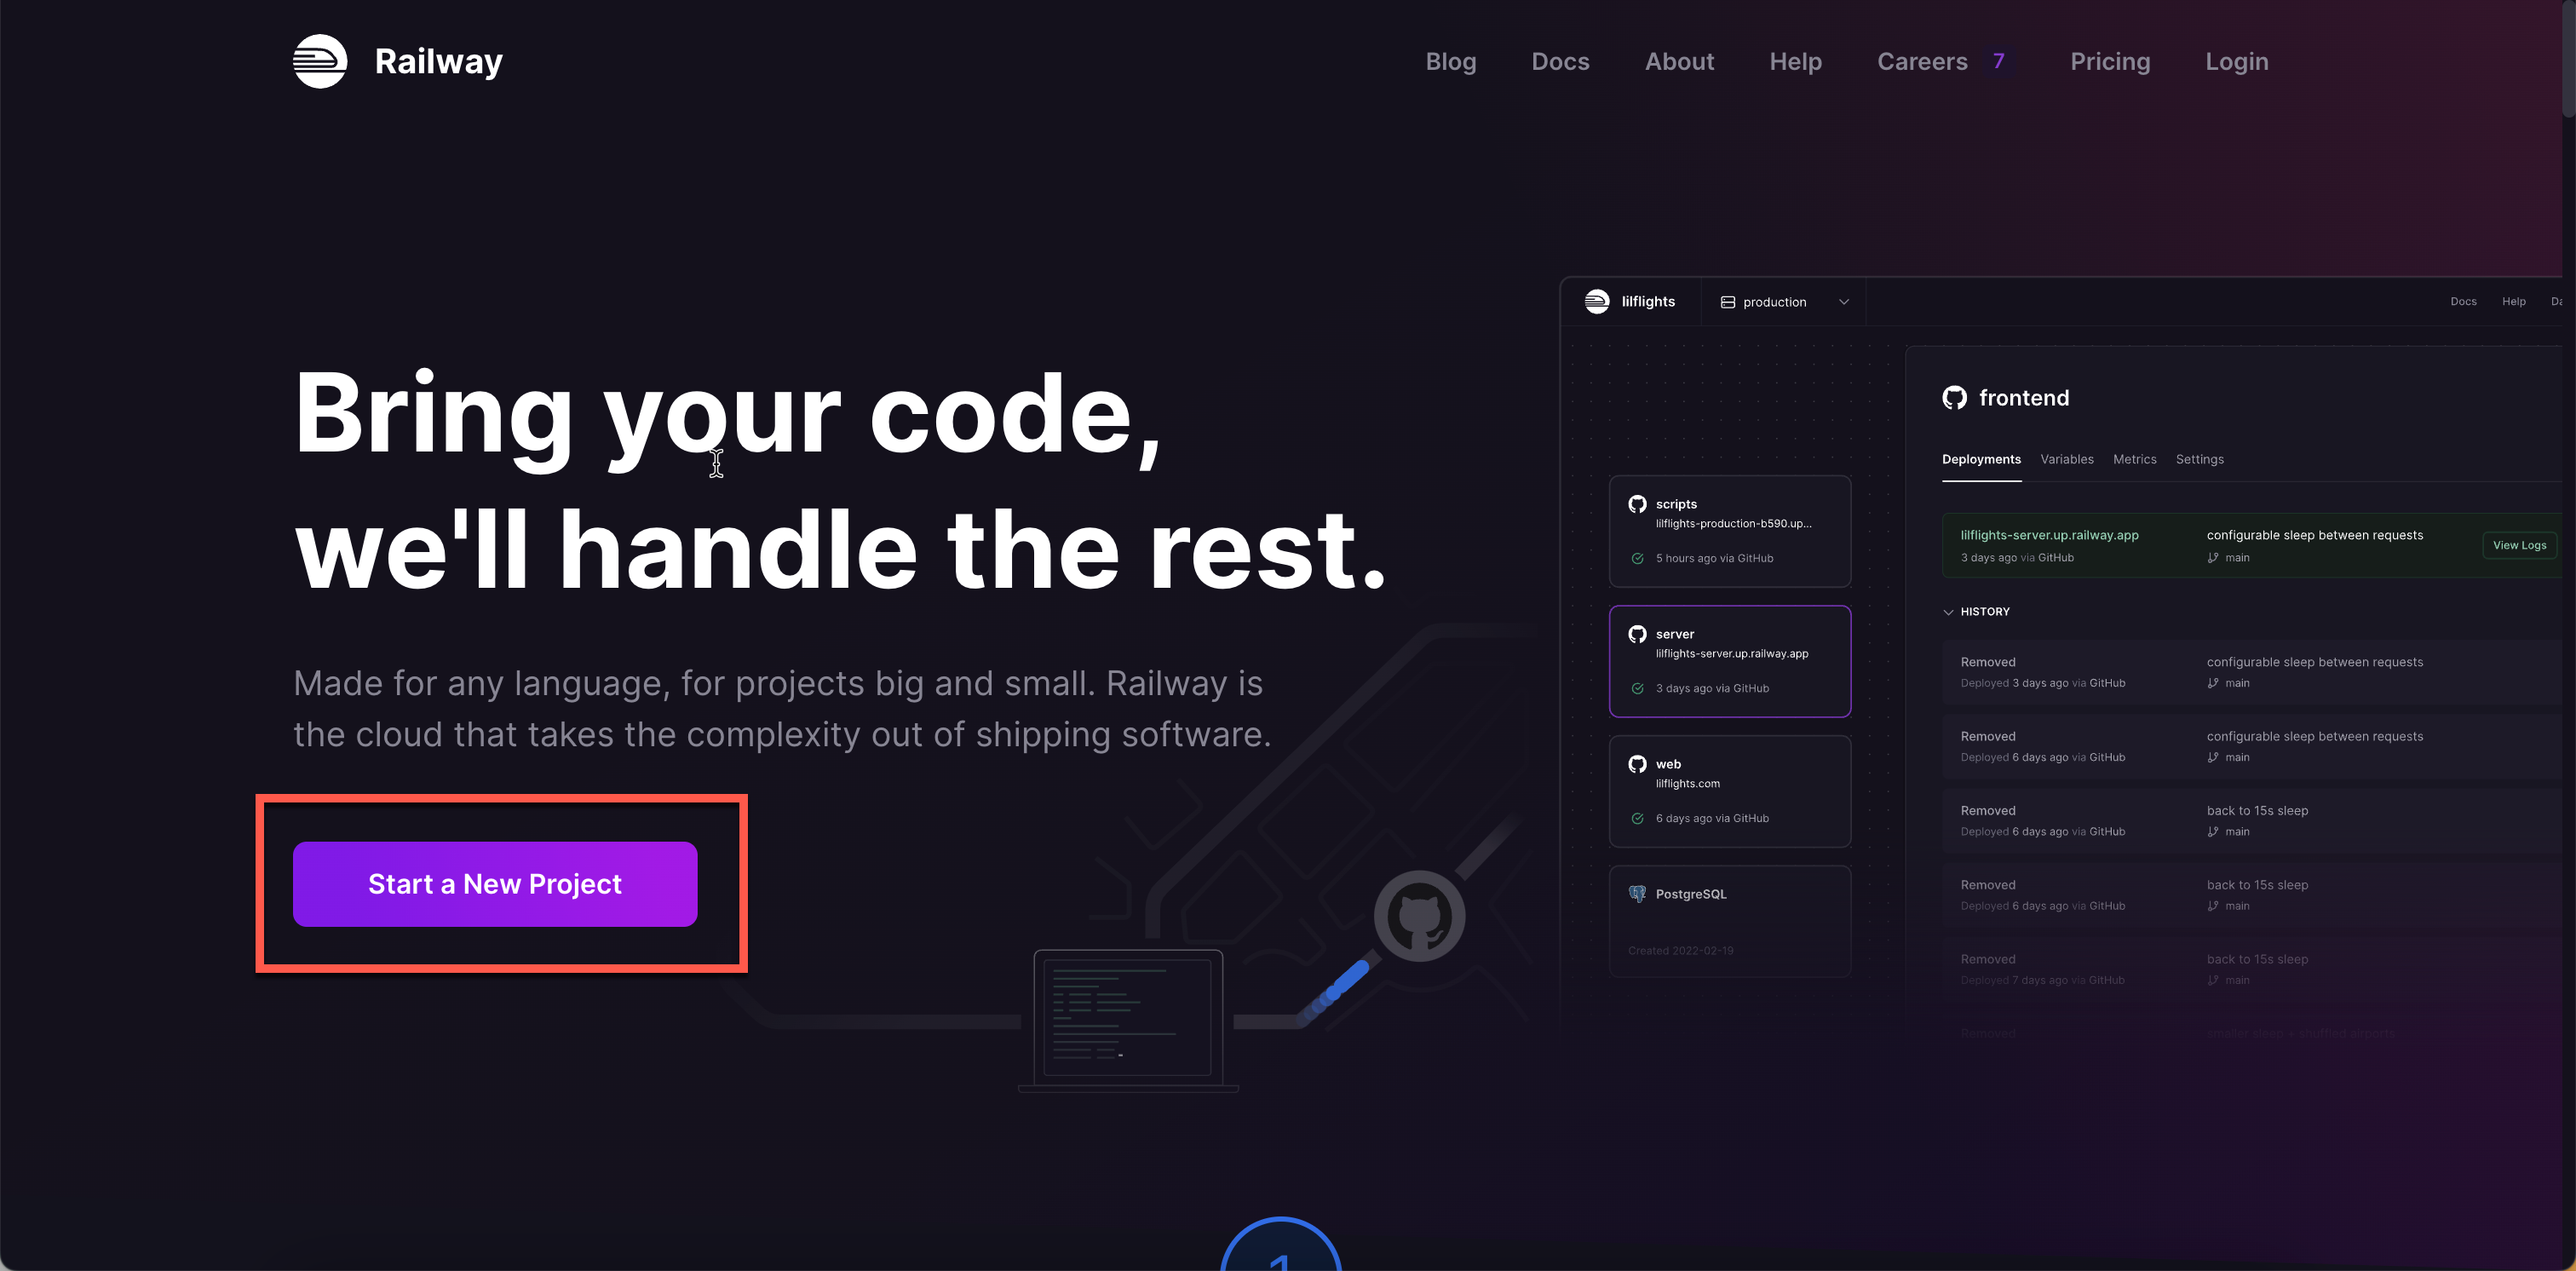 Railway
Blog Docs About Help Careers 7 Pricing Login
Bring your code,
we'll handle the rest.
Made for any language, for projects big and small. Railway is
the cloud that takes the complexity out of shipping software.
Start a New Project
lilflights
production
Docs Help
scripts
lilflights-production-b590.up...
5 hours ago via GitHub
server
lilflights-server.up.railway.app
3 days ago via GitHub
web
lilflights.com
6 days ago via GitHub
PostgreSQL
Created 2022-02-19
frontend
Deployments Variables Metrics Settings
lilflights-server.up.railway.app configurable sleep between requests
3 days ago via GitHub main
View Logs
HISTORY
Removed configurable sleep between requests
Deployed 3 days ago via GitHub main
Removed configurable sleep between requests
Deployed 6 days ago via GitHub main
Removed back to 15s sleep
Deployed 6 days ago via GitHub main
Removed back to 15s sleep
Deployed 6 days ago via GitHub main
Removed back to 15s sleep
Deployed 7 days ago via GitHub main
Removed smaller sleep + shuffled airports
1